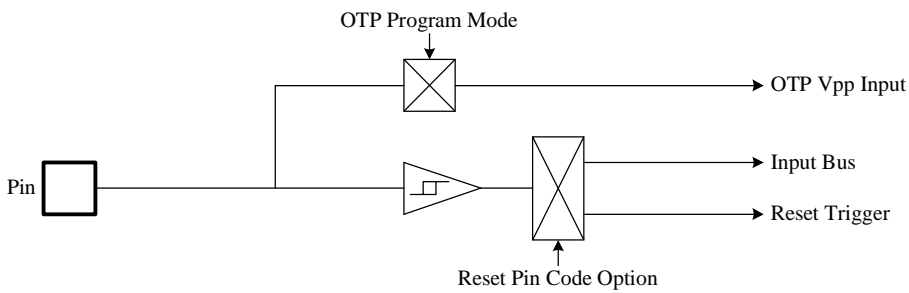 OTP Program Mode
OTP Vpp Input
Pin
Input Bus
Reset Trigger
Reset Pin Code Option